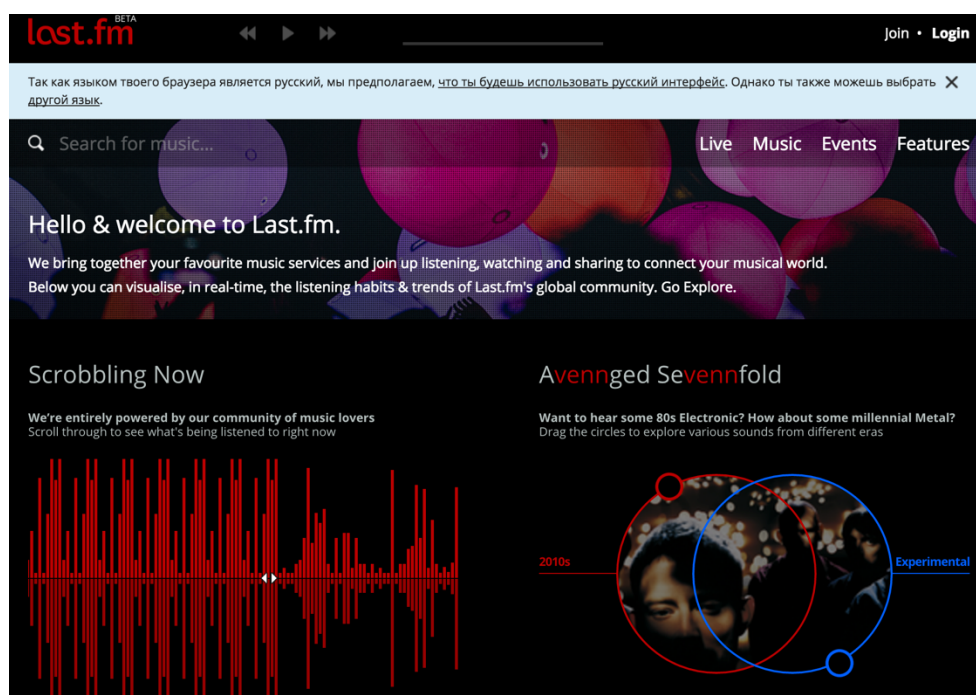 last.fm BETA
Join • Login
Так как языком твоего браузера является русский, мы предполагаем, что ты будешь использовать русский интерфейс. Однако ты также можешь выбрать
другой язык.
Search for music...
Live Music Events Features
Hello & welcome to Last.fm.
We bring together your favourite music services and join up listening, watching and sharing to connect your musical world.
Below you can visualise, in real-time, the listening habits & trends of Last.fm's global community. Go Explore.
Scrobbling Now
We're entirely powered by our community of music lovers
Scroll through to see what's being listened to right now
Avennged Sevennfold
Want to hear some 80s Electronic? How about some millennial Metal?
Drag the circles to explore various sounds from different eras
2010s
Experimental